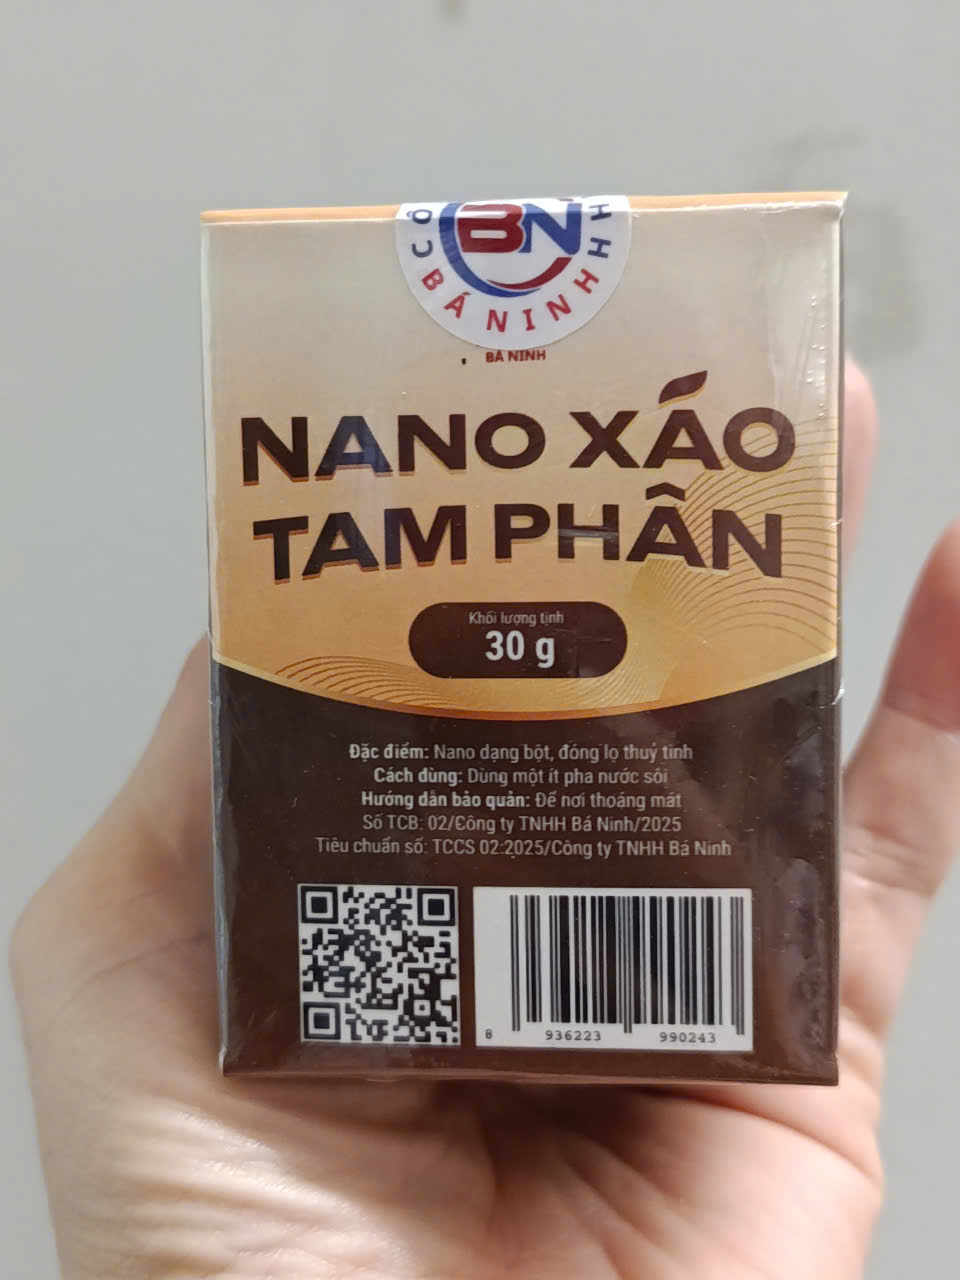 CÔ
HH
BN
BÁ NINH
BÁ NINH
NANO XÁO
TAM PHÂN
Khối lượng tịnh
30 g
Đặc điểm: Nano dạng bột, đóng lọ thuỷ tinh
Cách dùng: Dùng một ít pha nước sôi
Hướng dẫn bảo quản: Để nơi thoáng mát
Số TCB: 02/Công ty TNHH Bá Ninh/2025
Tiêu chuẩn số: TCCS 02:2025/Công ty TNHH Bá Ninh
8 936223 990243